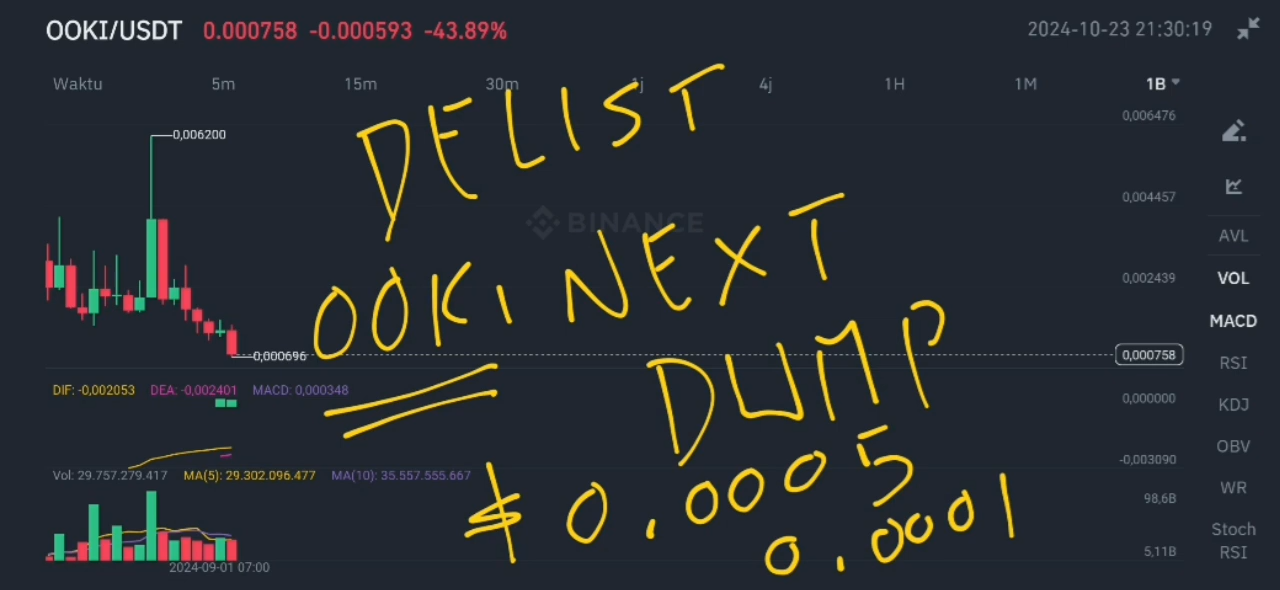 OOKI/USDT 0.000758 -0.000593 -43.89% 2024-10-23 21:30:19
Waktu 5m 15m 30m 1j 4j 1H 1M 1B
0,006476
0,006200
DELIST
0,004457
BINANCE
AVL
OOKI NEXT
0,002439
VOL
MACD
0,000696
0,000758
DUMP
RSI
DIF: -0,002053 DEA: -0,002401 MACD: 0,000348
0,000000
KDJ
OBV
-0,003090
Vol: 29.757.279.417 MA(5): 29.302.096.477 MA(10): 35.557.555.667
WR
98,6B
$0.0005
Stoch
RSI
0.0001
5,11B
2024-09-01 07:00